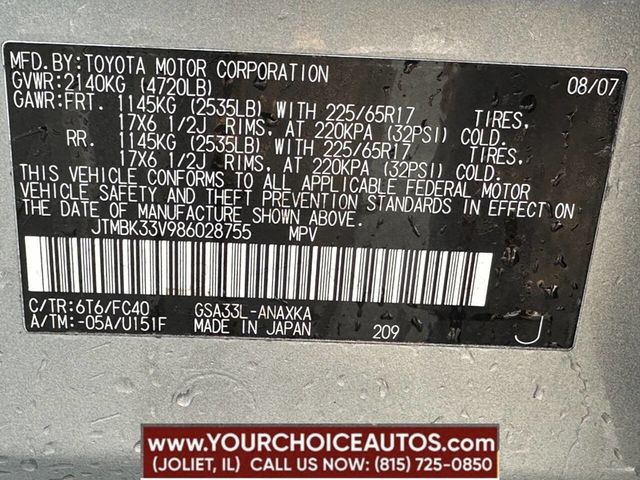 MFD.BY:TOYOTA MOTOR CORPORATION 08/07
GVWR:2140KG (4720LB)
GAWR:FRT. 1145KG (2535LB) WITH 225/65R17 TIRES,
17X6 1/2J RIMS, AT 220KPA (32PSI) COLD.
RR. 1145KG (2535LB) WITH 225/65R17 TIRES,
17X6 1/2J RIMS, AT 220KPA (32PSI) COLD.
THIS VEHICLE CONFORMS TO ALL APPLICABLE FEDERAL MOTOR
VEHICLE SAFETY AND THEFT PREVENTION STANDARDS IN EFFECT ON
THE DATE OF MANUFACTURE SHOWN ABOVE.
JTMBK33V986028755 MPV
C/TR:6T6/FC40 GSA33L-ANAXKA
A/TM:-05A/U151F MADE IN JAPAN 209 J
WWW.YOURCHOICEAUTOS.COM
(JOLIET, IL) CALL US NOW: (815) 725-0850